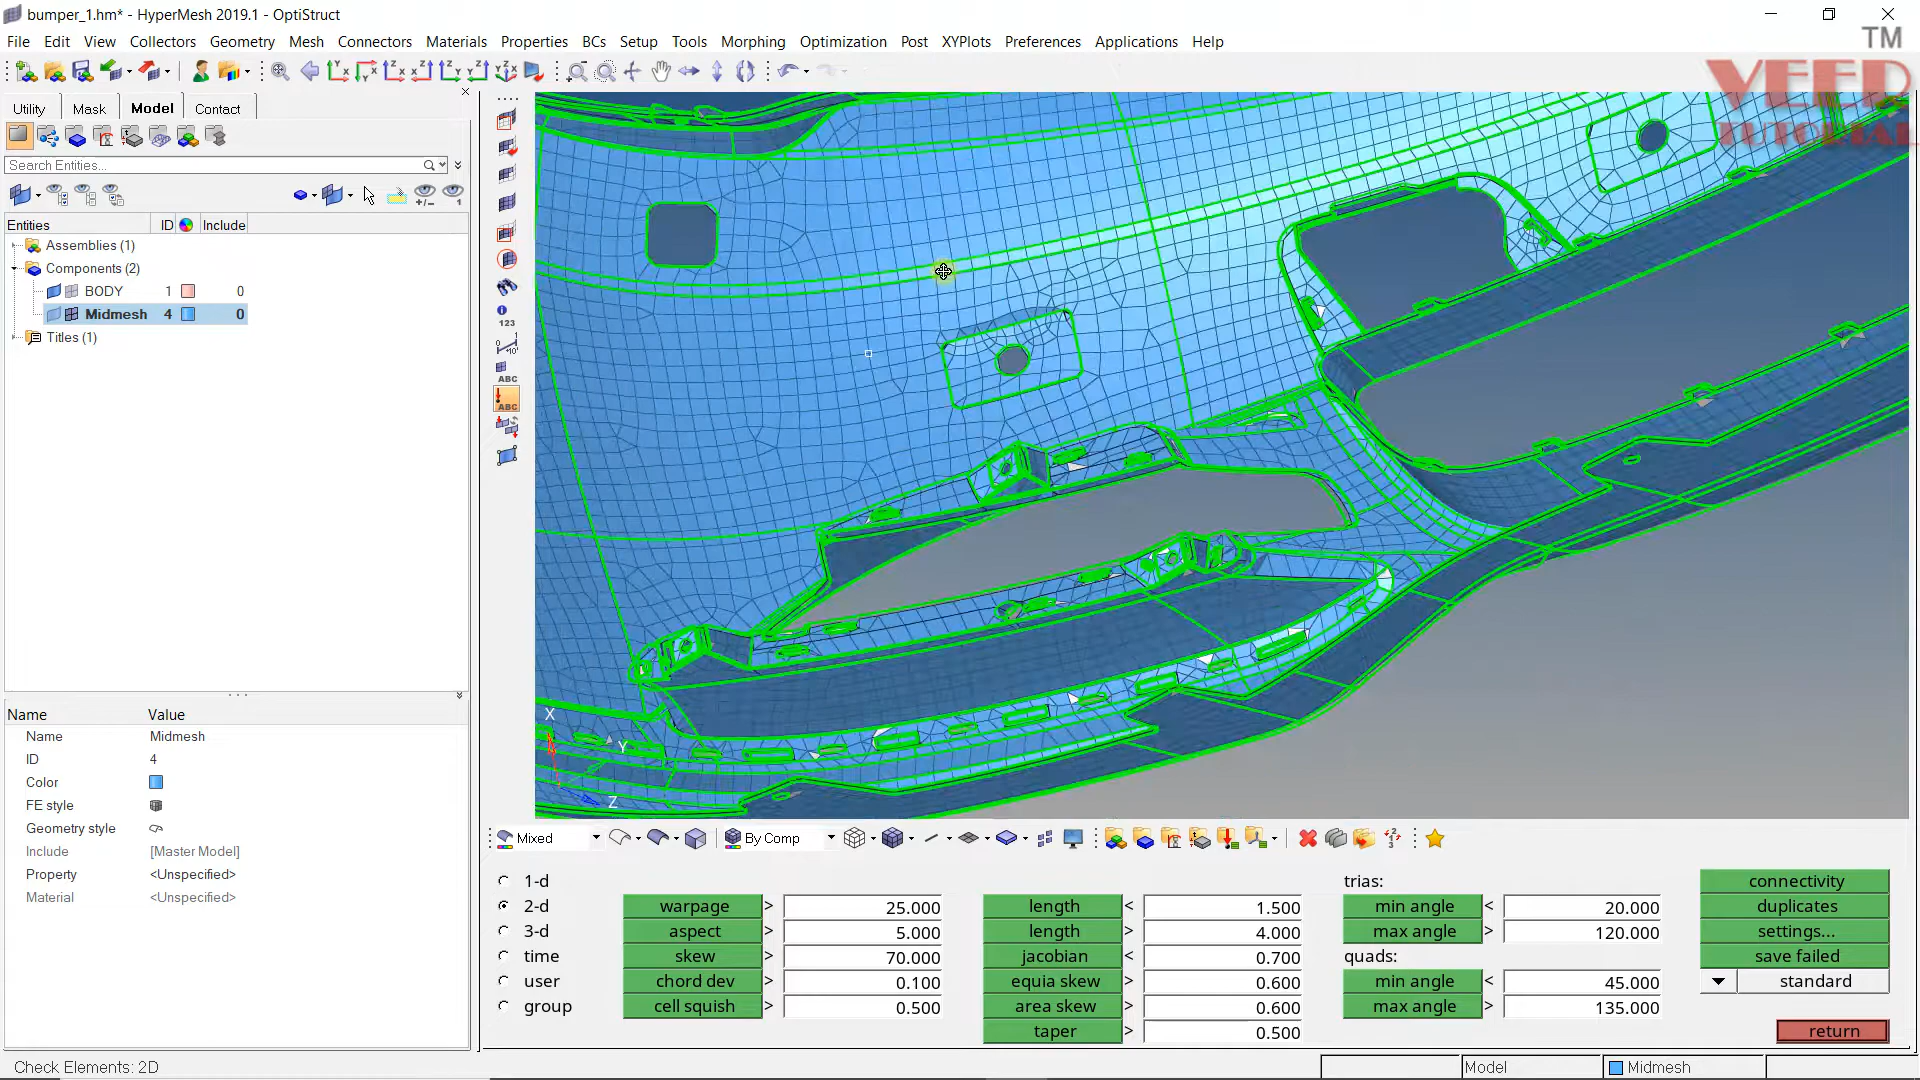 bumper_1.hm* - HyperMesh 2019.1 - OptiStruct
File Edit View Collectors Geometry Mesh Connectors Materials Properties BCs Setup Tools Morphing Optimization Post XYPlots Preferences Applications Help
TM
VEED
TUTORIAL
Utility Mask Model Contact
Search Entities...
Entities ID Include
Assemblies (1)
Components (2)
BODY 1 0
Midmesh 4 0
Titles (1)
123
ABC
ABC
X
Y
Z
Name Value
Name Midmesh
ID 4
Color
FE style
Geometry style
Include [Master Model]
Property <Unspecified>
Material <Unspecified>
Mixed By Comp
1-d trias: connectivity
2-d warpage > 25.000 length < 1.500 min angle < 20.000 duplicates
3-d aspect > 5.000 length > 4.000 max angle > 120.000 settings...
time skew > 70.000 jacobian < 0.700 quads: save failed
user chord dev > 0.100 equia skew > 0.600 min angle < 45.000 standard
group cell squish > 0.500 area skew > 0.600 max angle > 135.000
taper > 0.500 return
Check Elements: 2D Model Midmesh